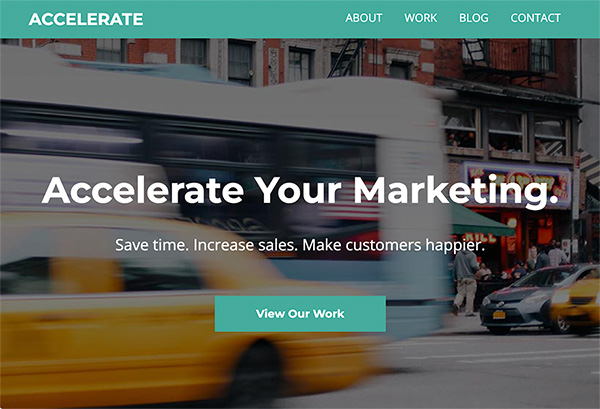 ACCELERATE
ABOUT WORK BLOG CONTACT
Accelerate Your Marketing.
Save time. Increase sales. Make customers happier.
View Our Work